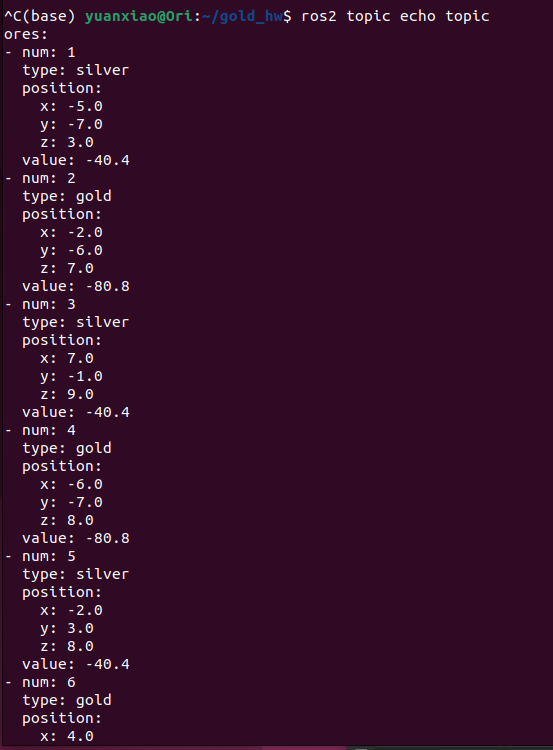 ^C(base) yuanxiao@Ori:~/gold_hw$ ros2 topic echo topic
ores:
- num: 1
  type: silver
  position:
    x: -5.0
    y: -7.0
    z: 3.0
  value: -40.4
- num: 2
  type: gold
  position:
    x: -2.0
    y: -6.0
    z: 7.0
  value: -80.8
- num: 3
  type: silver
  position:
    x: 7.0
    y: -1.0
    z: 9.0
  value: -40.4
- num: 4
  type: gold
  position:
    x: -6.0
    y: -7.0
    z: 8.0
  value: -80.8
- num: 5
  type: silver
  position:
    x: -2.0
    y: 3.0
    z: 8.0
  value: -40.4
- num: 6
  type: gold
  position:
    x: 4.0